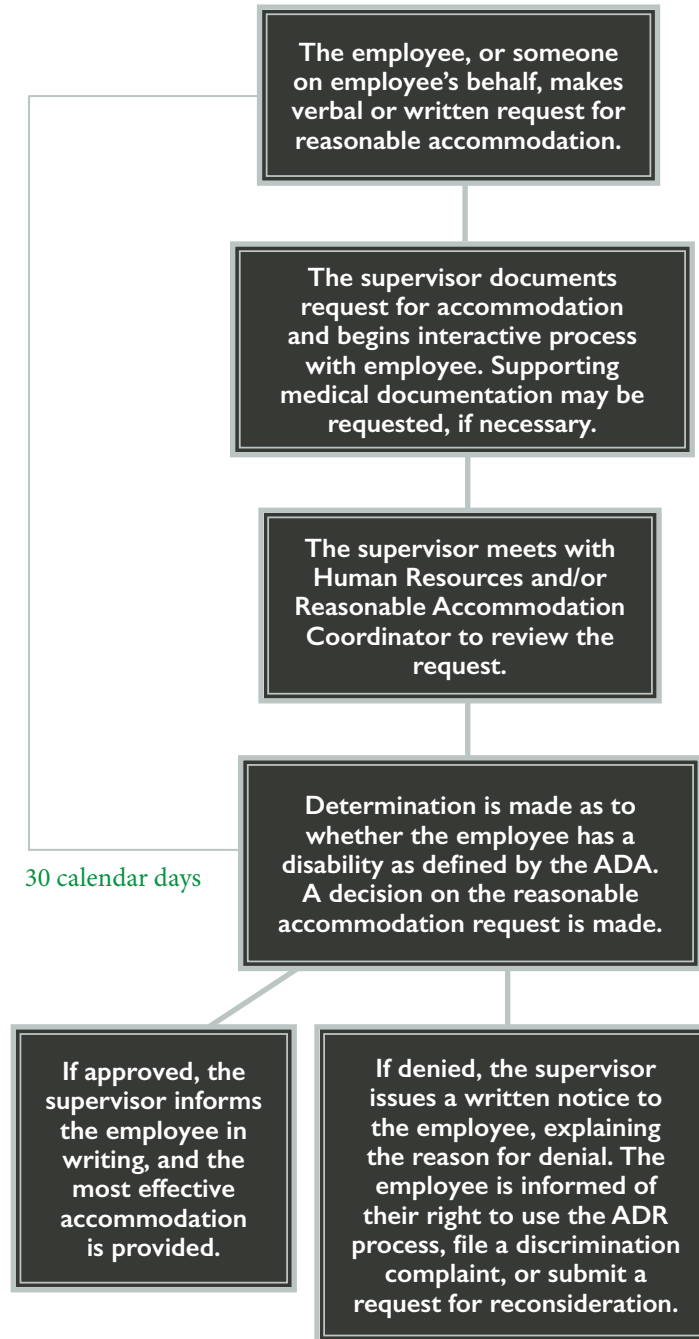 The employee, or someone
on employee’s behalf, makes
verbal or written request for
reasonable accommodation.
The supervisor documents
request for accommodation
and begins interactive process
with employee. Supporting
medical documentation may be
requested, if necessary.
The supervisor meets with
Human Resources and/or
Reasonable Accommodation
Coordinator to review the
request.
Determination is made as to
whether the employee has a
disability as defined by the ADA.
A decision on the reasonable
accommodation request is made.
30 calendar days
If approved, the
supervisor informs
the employee in
writing, and the
most effective
accommodation
is provided.
If denied, the supervisor
issues a written notice to
the employee, explaining
the reason for denial. The
employee is informed of
their right to use the ADR
process, file a discrimination
complaint, or submit a
request for reconsideration.